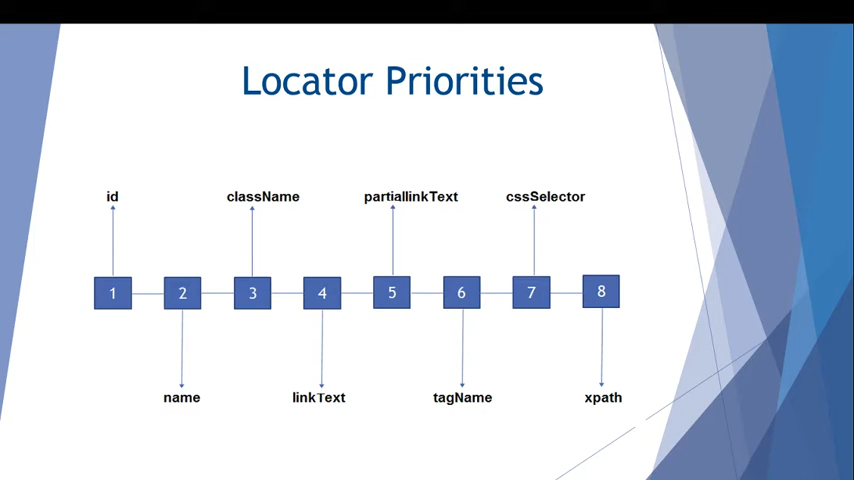 Locator Priorities
id className partiallinkText cssSelector
1 2 3 4 5 6 7 8
name linkText tagName xpath